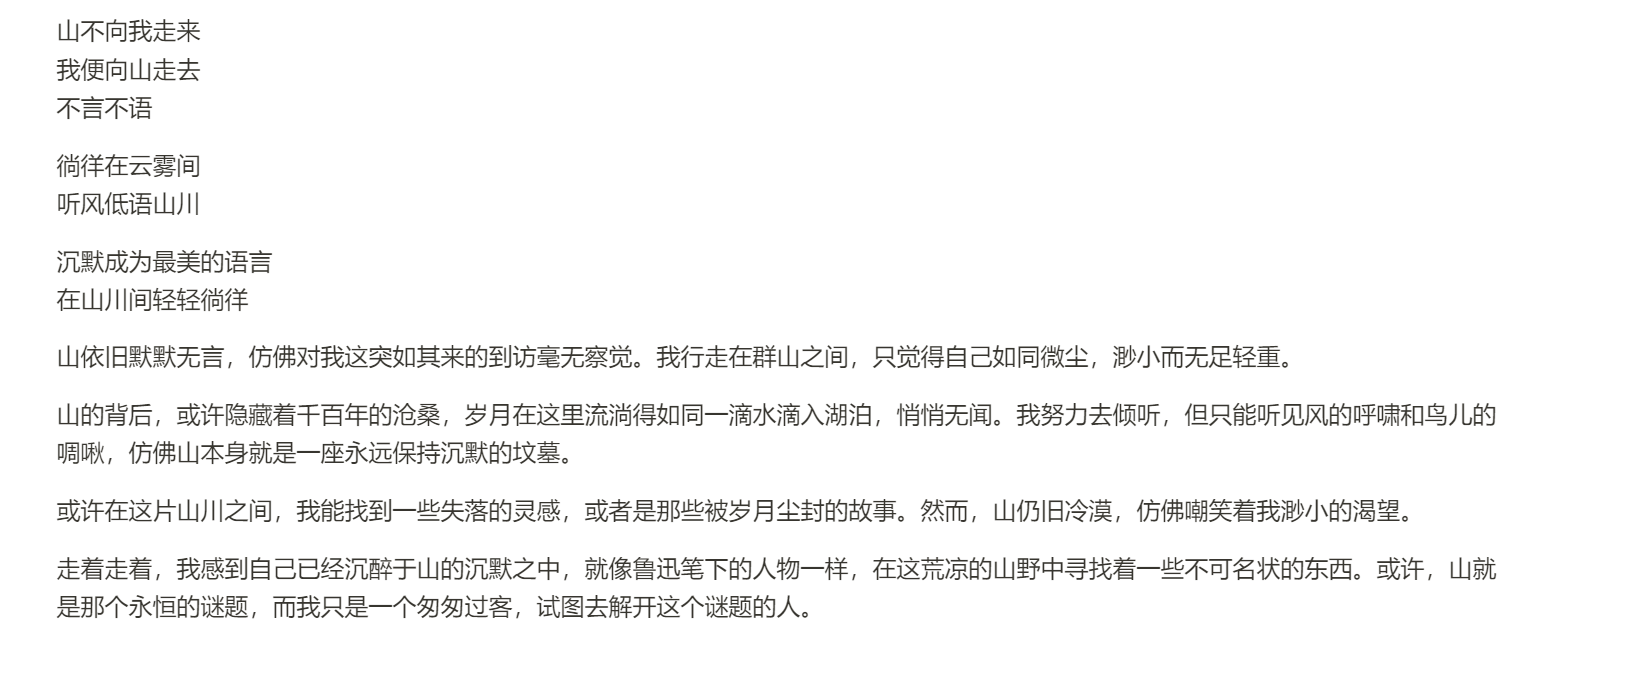 山不向我走来
我便向山走去
不言不语
徜徉在云雾间
听风低语山川
沉默成为最美的语言
在山川间轻轻徜徉
山依旧默默无言，仿佛对我这突如其来的到访毫无察觉。我行走在群山之间，只觉得自己如同微尘，渺小而无足轻重。
山的背后，或许隐藏着千百年的沧桑，岁月在这里流淌得如同一滴水滴入湖泊，悄悄无闻。我努力去倾听，但只能听见风的呼啸和鸟儿的
啁啾，仿佛山本身就是一座永远保持沉默的坟墓。
或许在这片山川之间，我能找到一些失落的灵感，或者是那些被岁月尘封的故事。然而，山仍旧冷漠，仿佛嘲笑着我渺小的渴望。
走着走着，我感到自己已经沉醉于山的沉默之中，就像鲁迅笔下的人物一样，在这荒凉的山野中寻找着一些不可名状的东西。或许，山就
是那个永恒的谜题，而我只是一个匆匆过客，试图去解开这个谜题的人。